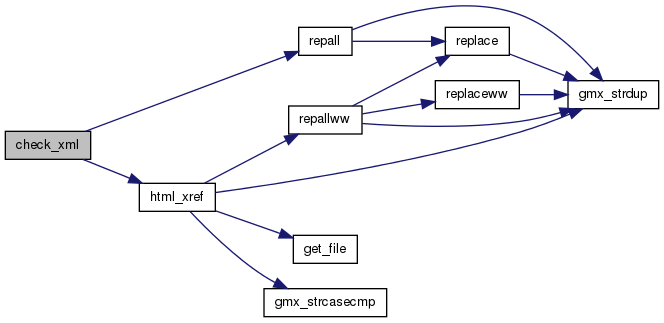 repall
replace
replaceww
gmx_strdup
repallww
check_xml
html_xref
get_file
gmx_strcasecmp